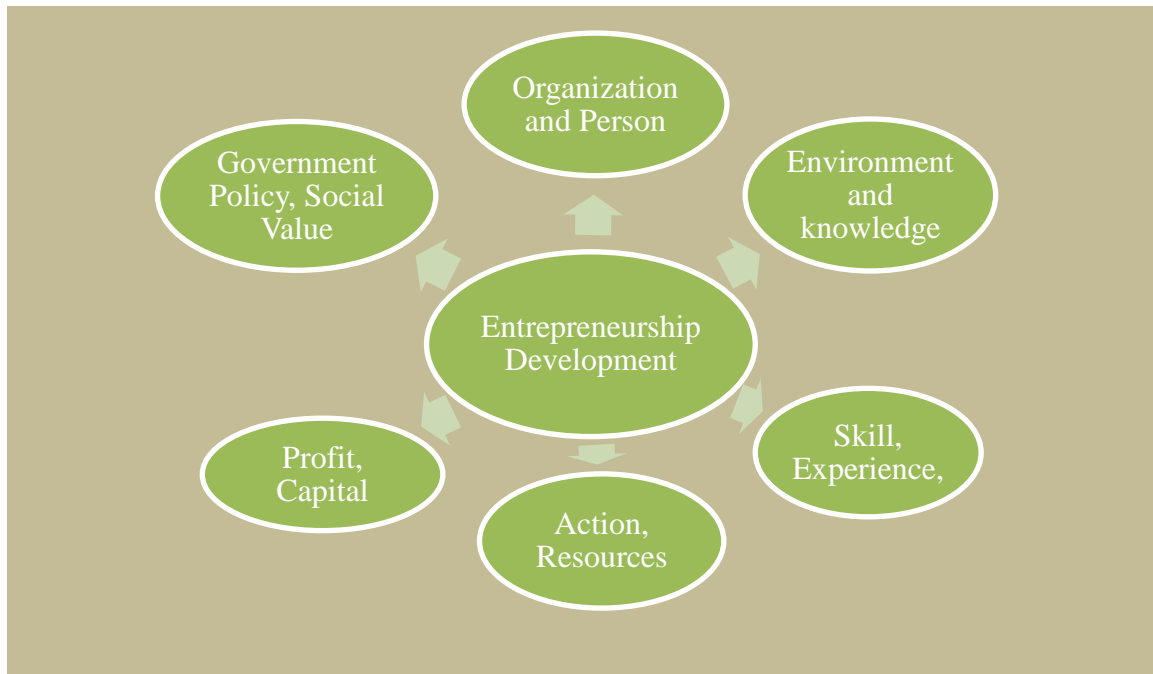 Organization
and Person
Government
Policy, Social
Value
Environment
and
knowledge
Entrepreneurship
Development
Profit,
Capital
Skill,
Experience,
Action,
Resources